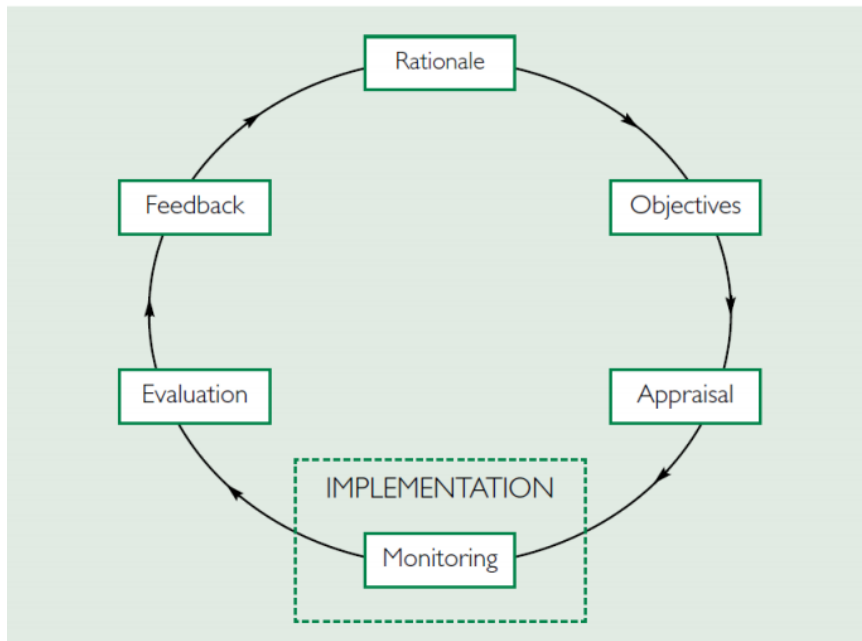 Rationale
Objectives
Appraisal
IMPLEMENTATION
Monitoring
Evaluation
Feedback